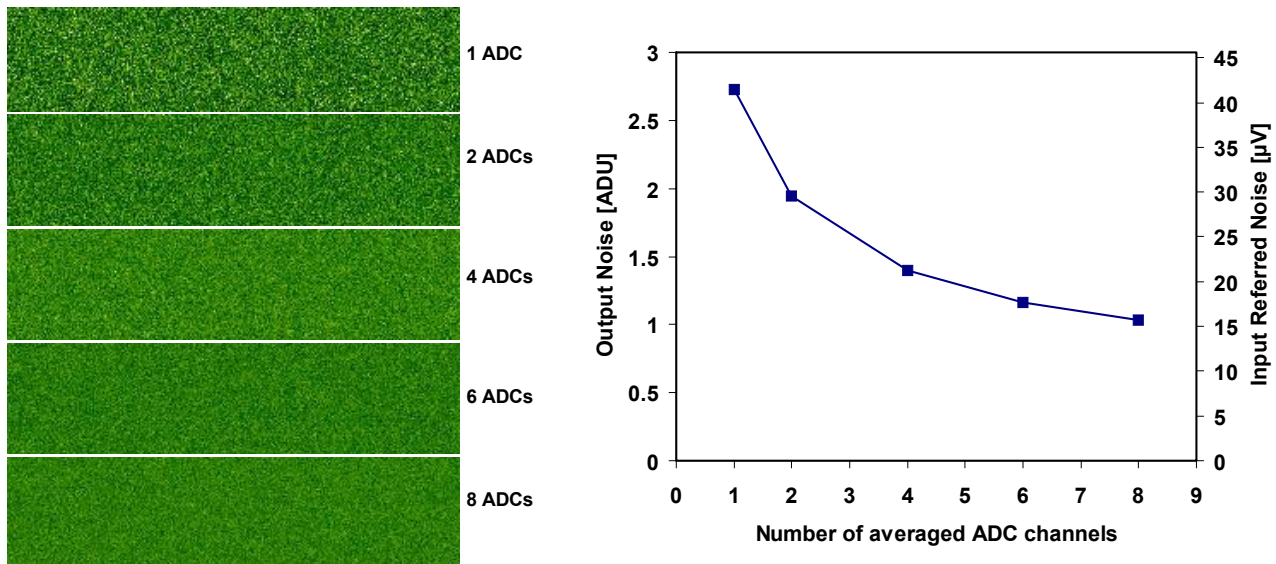 1 ADC
2 ADCs
4 ADCs
6 ADCs
8 ADCs
Output Noise [ADU]
3
2.5
2
1.5
1
0.5
0
0 1 2 3 4 5 6 7 8 9
Number of averaged ADC channels
45
40
35
30
25
20
15
10
5
0
Input Referred Noise [µV]